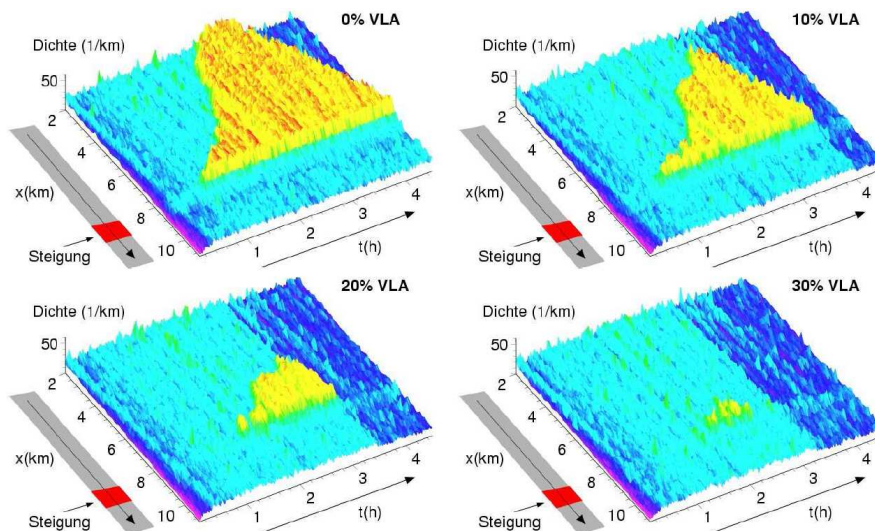 0% VLA
Dichte (1/km)
50
2
4
6
x(km)
8
10
Steigung
1
2
3
4
t(h)
10% VLA
Dichte (1/km)
50
2
4
6
x(km)
8
10
Steigung
1
2
3
4
t(h)
20% VLA
Dichte (1/km)
50
2
4
6
x(km)
8
10
Steigung
1
2
3
4
t(h)
30% VLA
Dichte (1/km)
50
2
4
6
x(km)
8
10
Steigung
1
2
3
4
t(h)